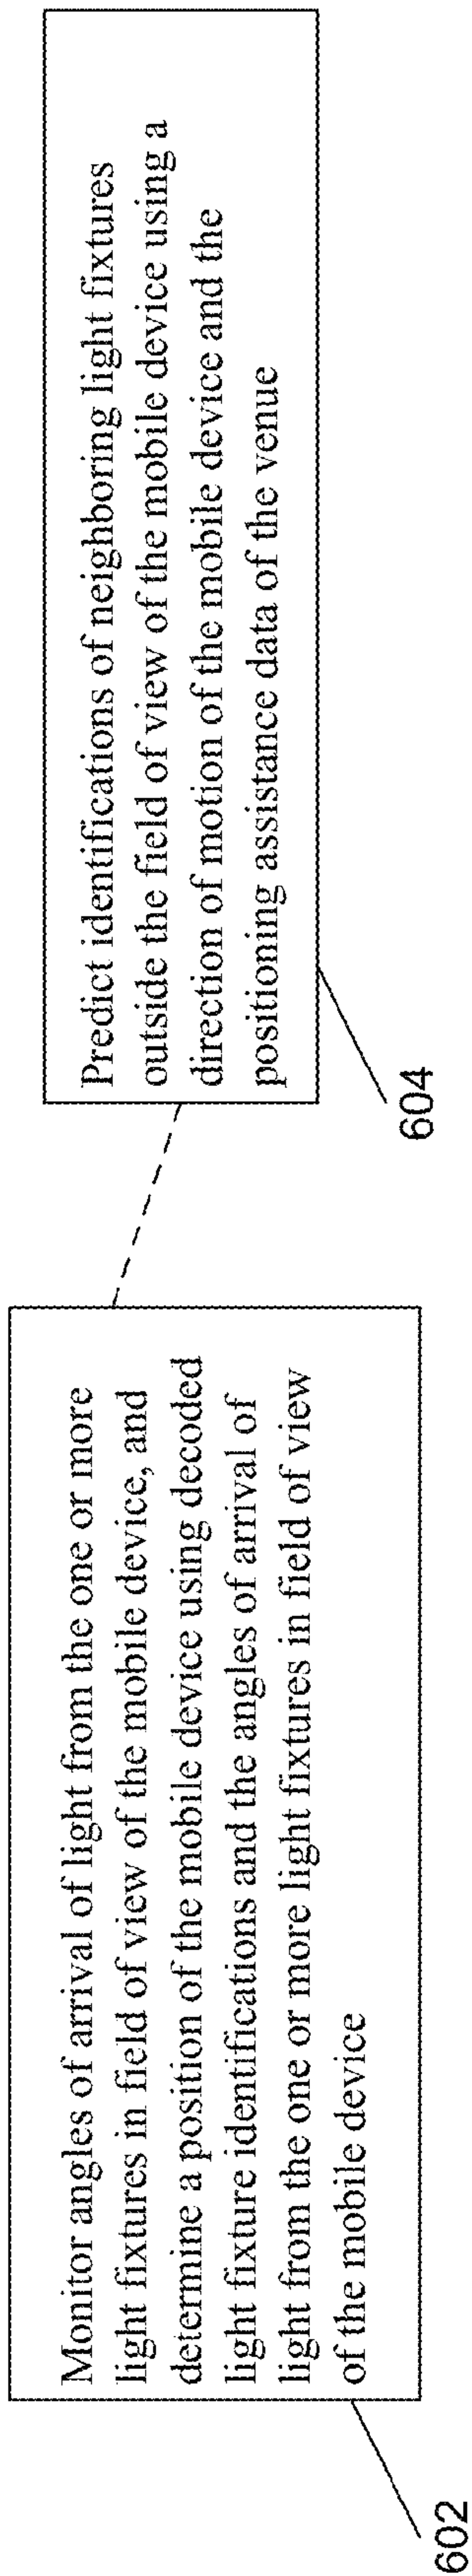 Monitor angles of arrival of light from the one or more
light fixtures in field of view of the mobile device, and
determine a position of the mobile device using decoded
light fixture identifications and the angles of arrival of
light from the one or more light fixtures in field of view
of the mobile device
602
Predict identifications of neighboring light fixtures
outside the field of view of the mobile device using a
direction of motion of the mobile device and the
positioning assistance data of the venue
604